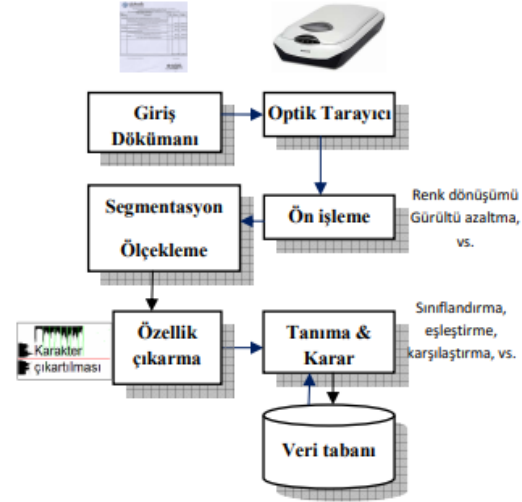 Giriş
Dökümanı
Optik Tarayıcı
Ön işleme
Renk dönüşümü
Gürültü azaltma,
vs.
Segmentasyon
Ölçekleme
Karakter
çıkartılması
Özellik
çıkarma
Tanıma &
Karar
Sınıflandırma,
eşleştirme,
karşılaştırma, vs.
Veri tabanı